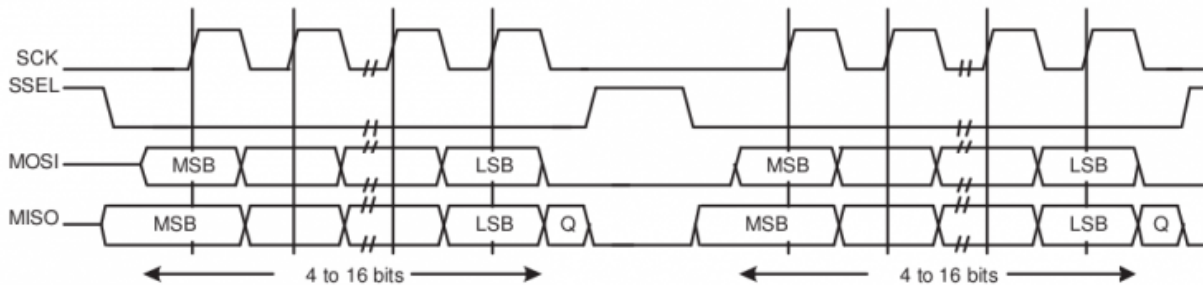 SCK
SSEL
MOSI MSB LSB MSB LSB
MISO MSB LSB Q MSB LSB Q
4 to 16 bits 4 to 16 bits